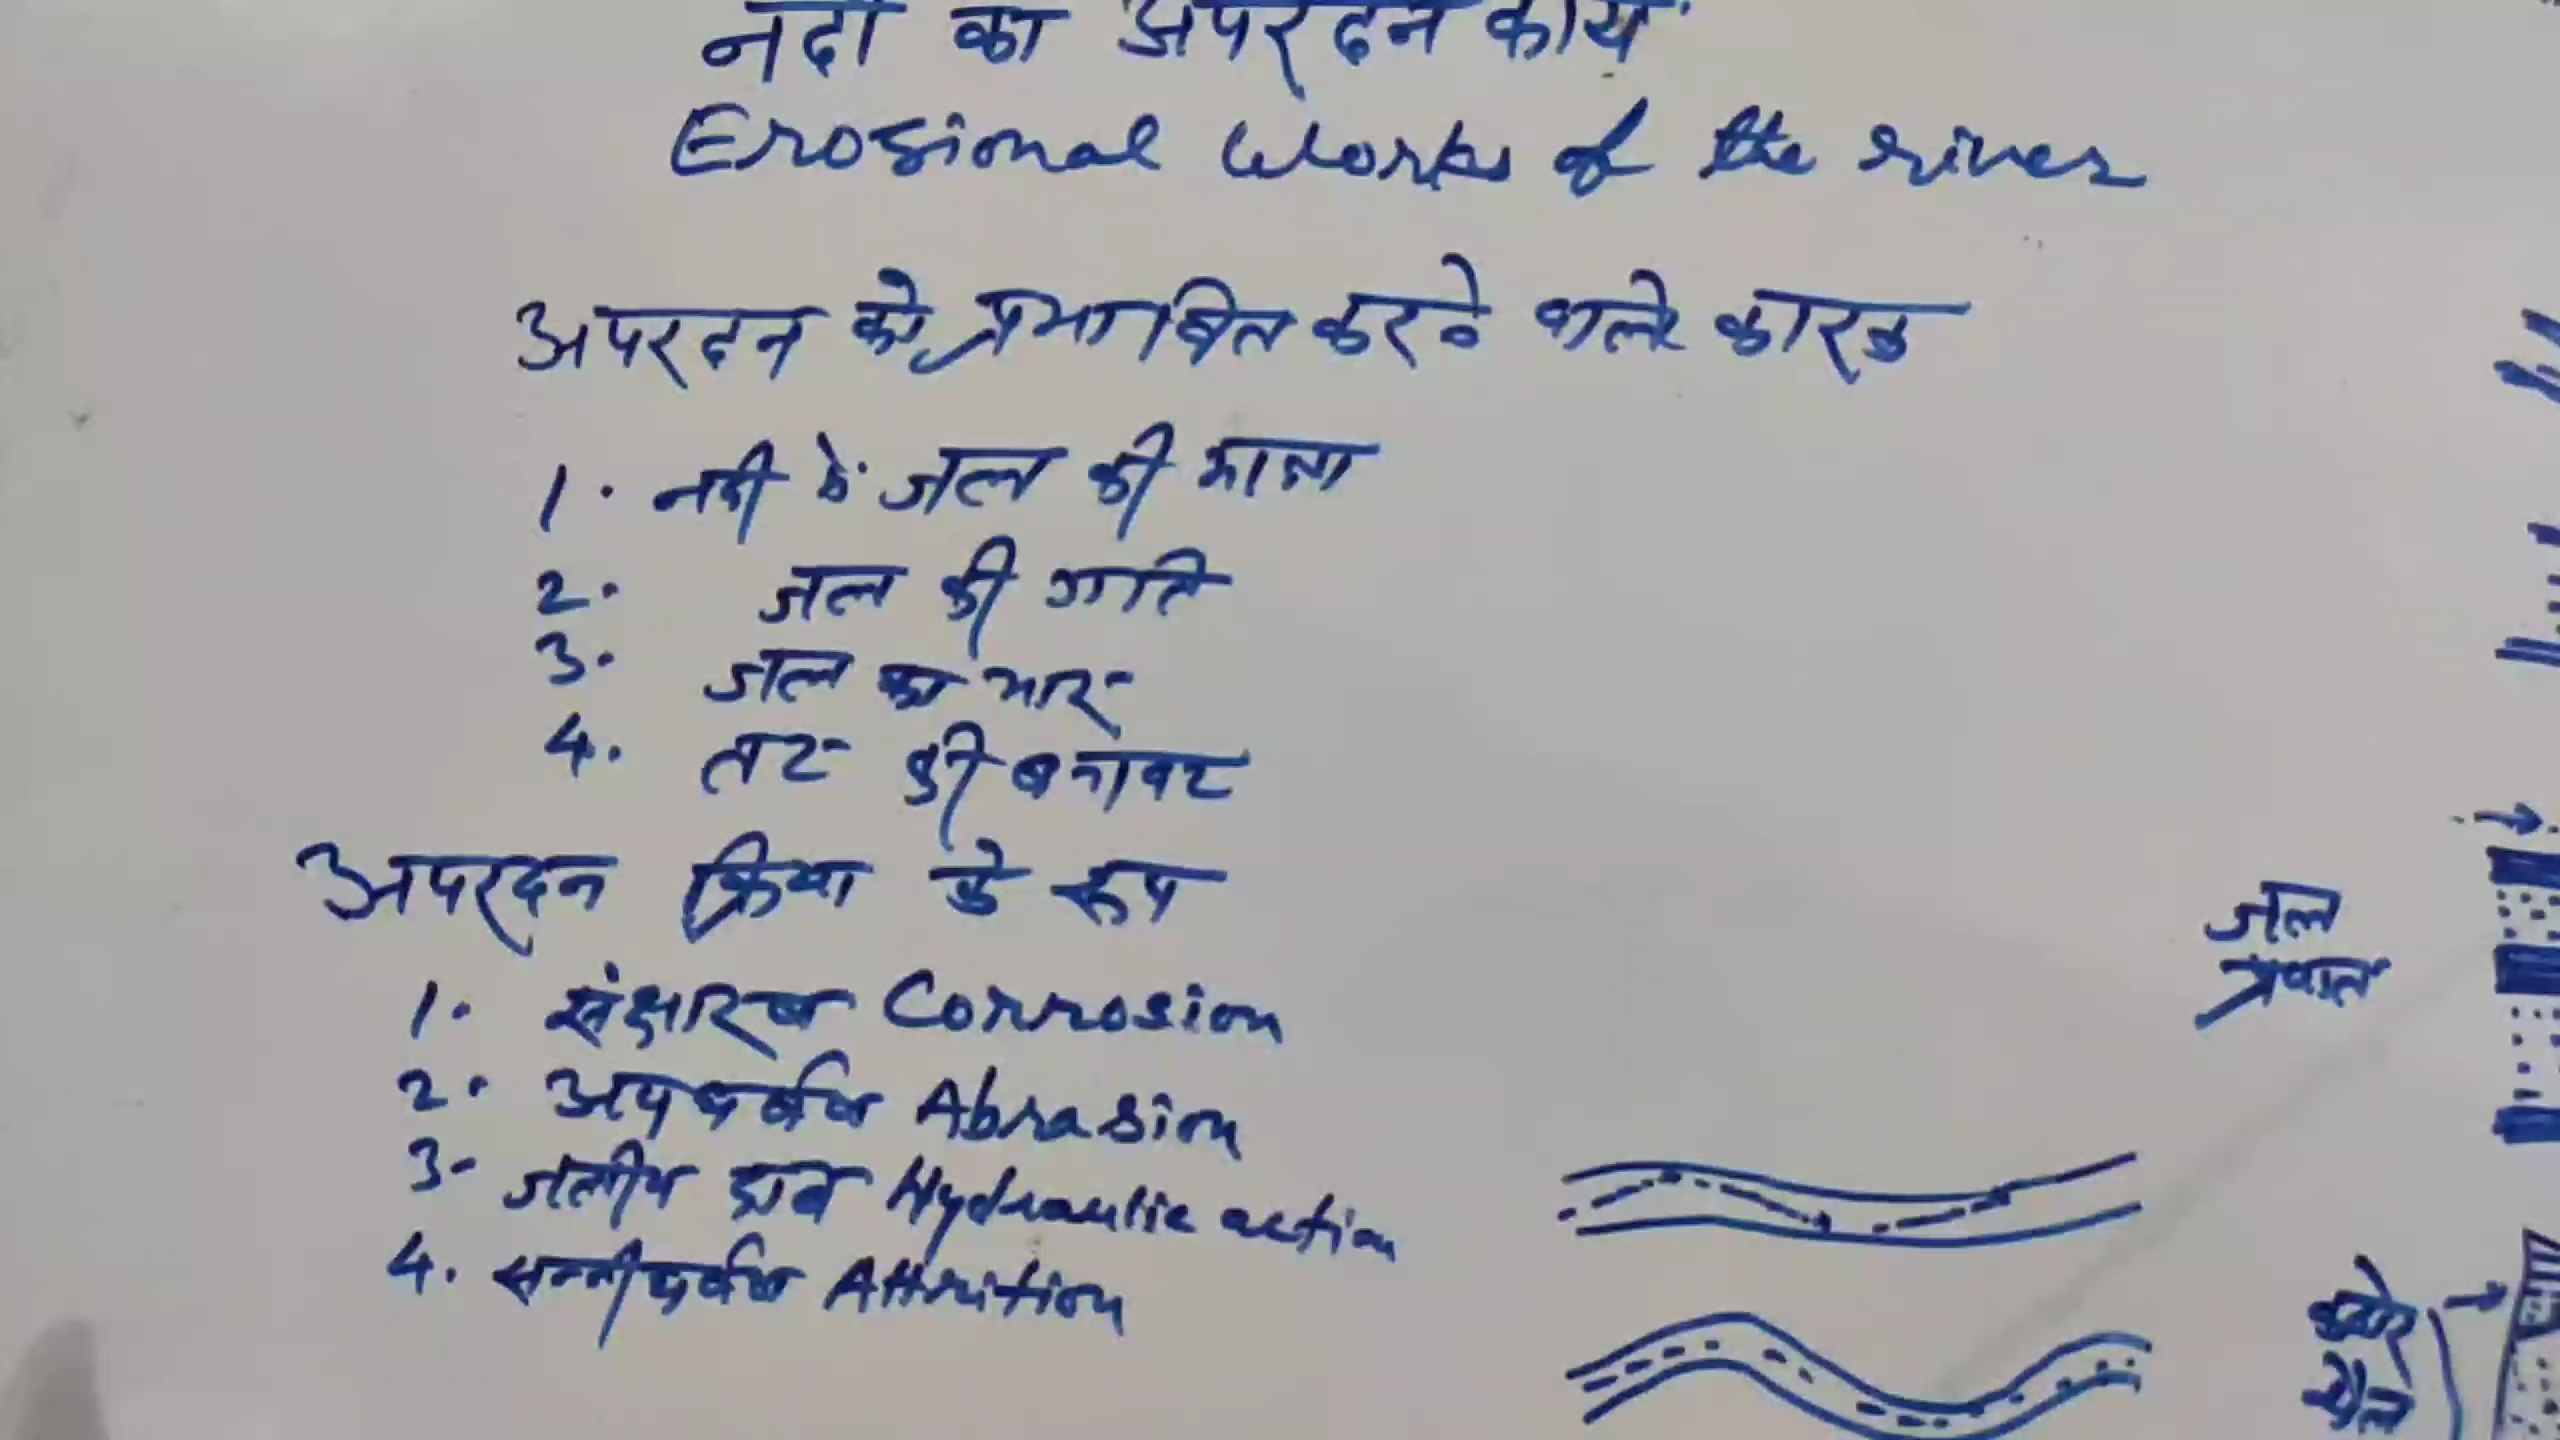 नदी का अपरदन कार्य
Erosional Works of the river
अपरदन को प्रभावित करने वाले कारक
1. नदी में जल की मात्रा
2. जल की गति
3. जल का भार
4. तट की बनावट
अपरदन क्रिया के रूप
1. संक्षारण Corrosion
2. अपघर्षण Abrasion
3- जलीय दाब Hydraulic action
4. सन्नीघर्षण Attrition
जल
प्रपात
कठोर
शैल